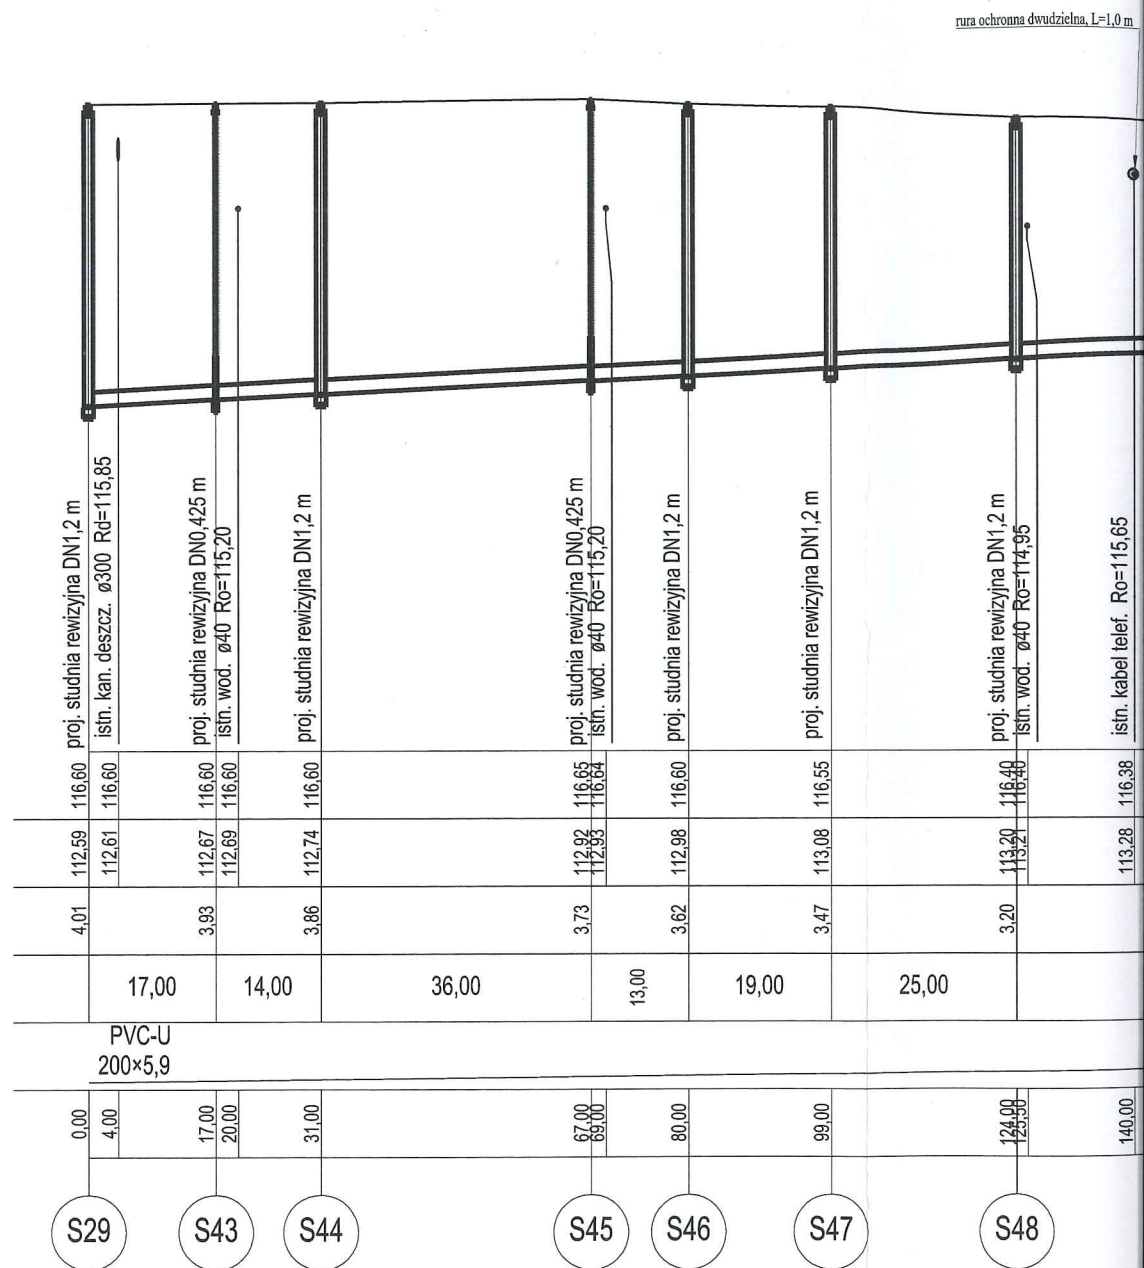 rura ochronna dwudzielna, L=1,0 m
proj. studnia rewizyjna DN1,2 m
istn. kan. deszcz. ø300 Rd=115,85
proj. studnia rewizyjna DN0,425 m
istn. wod. ø40 Ro=115,20
proj. studnia rewizyjna DN1,2 m
proj. studnia rewizyjna DN0,425 m
istn. wod. ø40 Ro=115,20
proj. studnia rewizyjna DN1,2 m
proj. studnia rewizyjna DN1,2 m
proj. studnia rewizyjna DN1,2 m
istn. wod. ø40 Ro=114,95
istn. kabel telef. Ro=115,65
116,60 116,60 116,60 116,60 116,60 116,65 116,64 116,60 116,55 116,40 116,40 116,38
112,59 112,61 112,67 112,69 112,74 112,92 112,93 112,98 113,08 113,20 113,21 113,28
4,01 3,93 3,86 3,73 3,62 3,47 3,20
17,00 14,00 36,00 13,00 19,00 25,00
PVC-U
200×5,9
0,00 4,00 17,00 20,00 31,00 67,00 69,00 80,00 99,00 124,00 125,50 140,00
S29 S43 S44 S45 S46 S47 S48